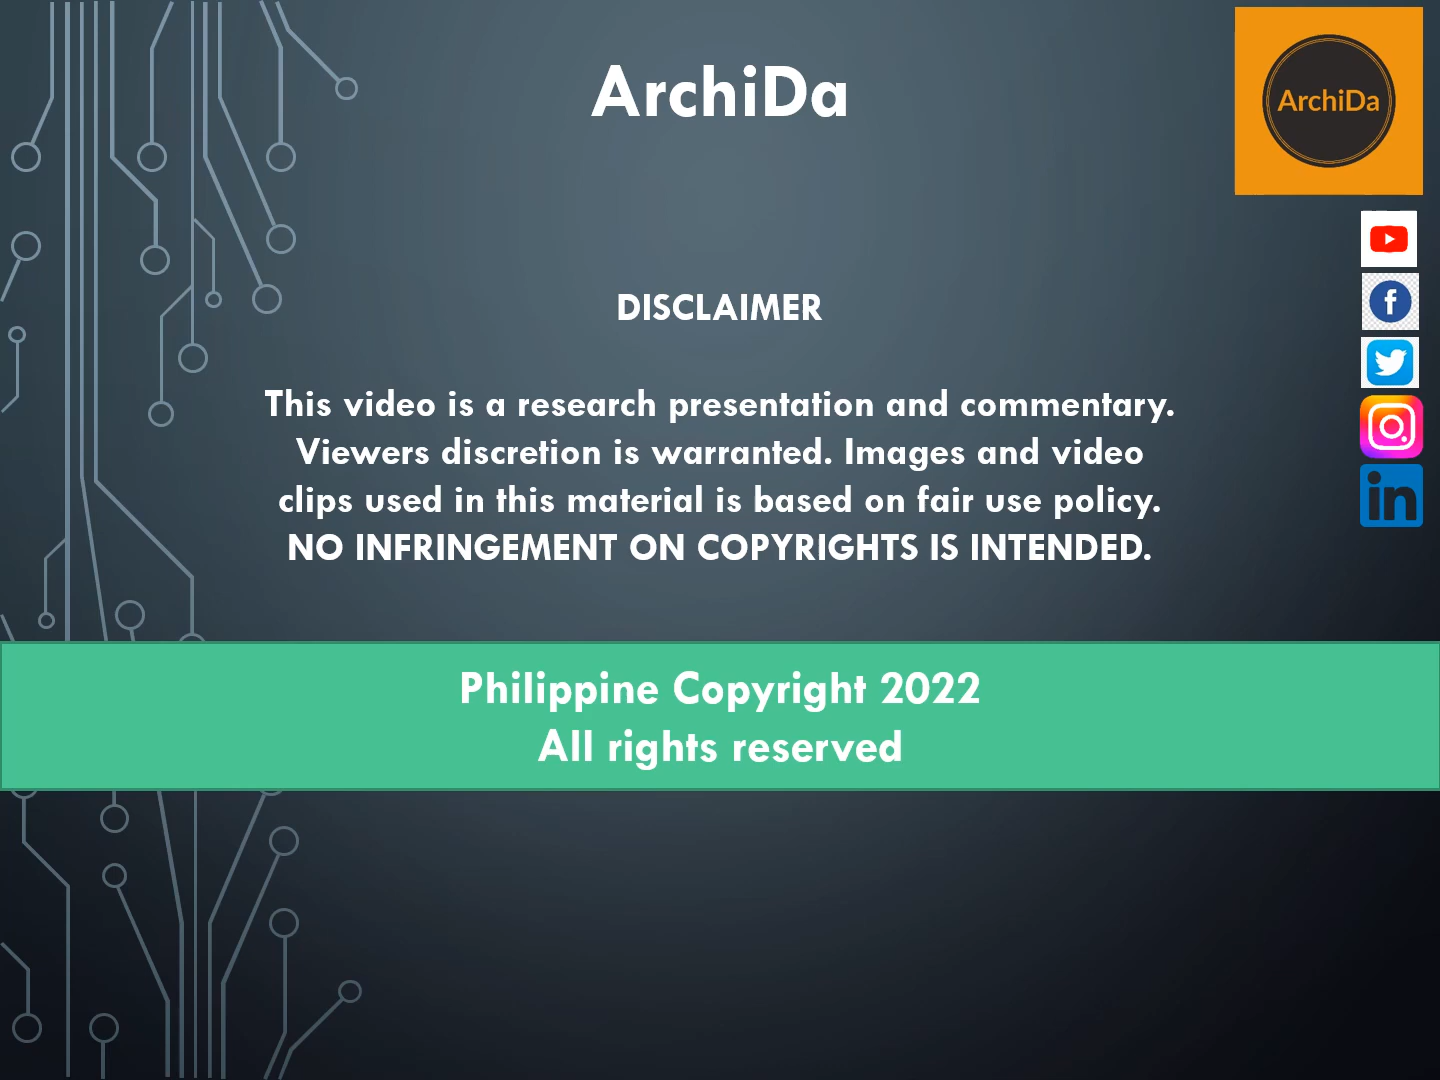 ArchiDa
ArchiDa
DISCLAIMER
This video is a research presentation and commentary.
Viewers discretion is warranted. Images and video
clips used in this material is based on fair use policy.
NO INFRINGEMENT ON COPYRIGHTS IS INTENDED.
Philippine Copyright 2022
All rights reserved
f
in